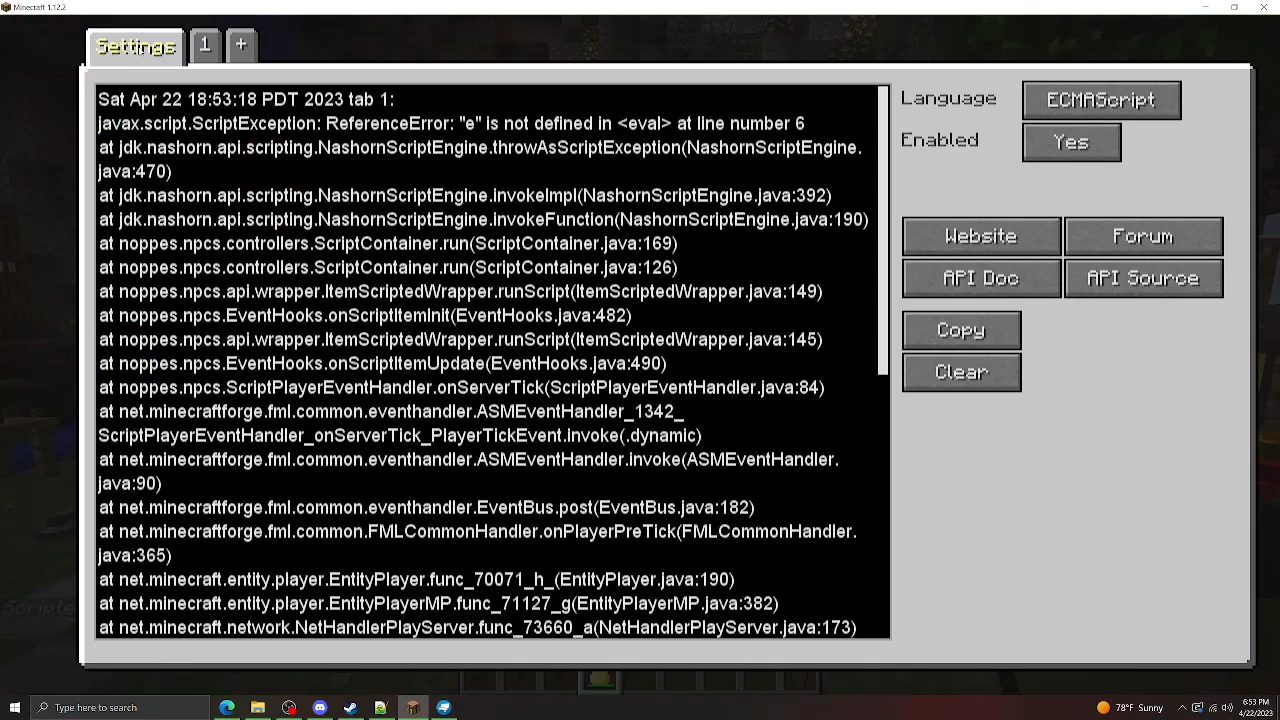 Minecraft 1.12.2
Settings 1 +
Sat Apr 22 18:53:18 PDT 2023 tab 1:
javax.script.ScriptException: ReferenceError: "e" is not defined in <eval> at line number 6
at jdk.nashorn.api.scripting.NashornScriptEngine.throwAsScriptException(NashornScriptEngine.
java:470)
at jdk.nashorn.api.scripting.NashornScriptEngine.invokeImpl(NashornScriptEngine.java:392)
at jdk.nashorn.api.scripting.NashornScriptEngine.invokeFunction(NashornScriptEngine.java:190)
at noppes.npcs.controllers.ScriptContainer.run(ScriptContainer.java:169)
at noppes.npcs.controllers.ScriptContainer.run(ScriptContainer.java:126)
at noppes.npcs.api.wrapper.ItemScriptedWrapper.runScript(ItemScriptedWrapper.java:149)
at noppes.npcs.EventHooks.onScriptItemInit(EventHooks.java:482)
at noppes.npcs.api.wrapper.ItemScriptedWrapper.runScript(ItemScriptedWrapper.java:145)
at noppes.npcs.EventHooks.onScriptItemUpdate(EventHooks.java:490)
at noppes.npcs.ScriptPlayerEventHandler.onServerTick(ScriptPlayerEventHandler.java:84)
at net.minecraftforge.fml.common.eventhandler.ASMEventHandler_1342_
ScriptPlayerEventHandler_onServerTick_PlayerTickEvent.invoke(.dynamic)
at net.minecraftforge.fml.common.eventhandler.ASMEventHandler.invoke(ASMEventHandler.
java:90)
at net.minecraftforge.fml.common.eventhandler.EventBus.post(EventBus.java:182)
at net.minecraftforge.fml.common.FMLCommonHandler.onPlayerPreTick(FMLCommonHandler.
java:365)
at net.minecraft.entity.player.EntityPlayer.func_70071_h_(EntityPlayer.java:190)
at net.minecraft.entity.player.EntityPlayerMP.func_71127_g(EntityPlayerMP.java:382)
at net.minecraft.network.NetHandlerPlayServer.func_73660_a(NetHandlerPlayServer.java:173)
Language ECMAScript
Enabled Yes
Website Forum
API Doc API Source
Copy
Clear
Scripte
Type here to search
78°F Sunny
6:53 PM
4/22/2023